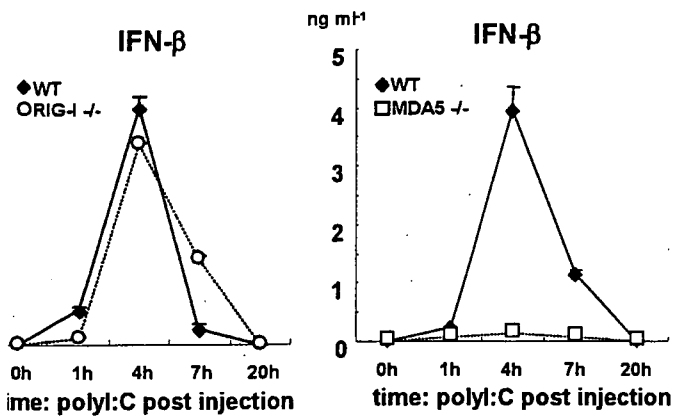 IFN-β
◆WT
○RIG-I -/-
0h 1h 4h 7h 20h
ime: polyI:C post injection
ng ml-1
IFN-β
◆WT
□MDA5 -/-
5
4
3
2
1
0
0h 1h 4h 7h 20h
time: polyI:C post injection